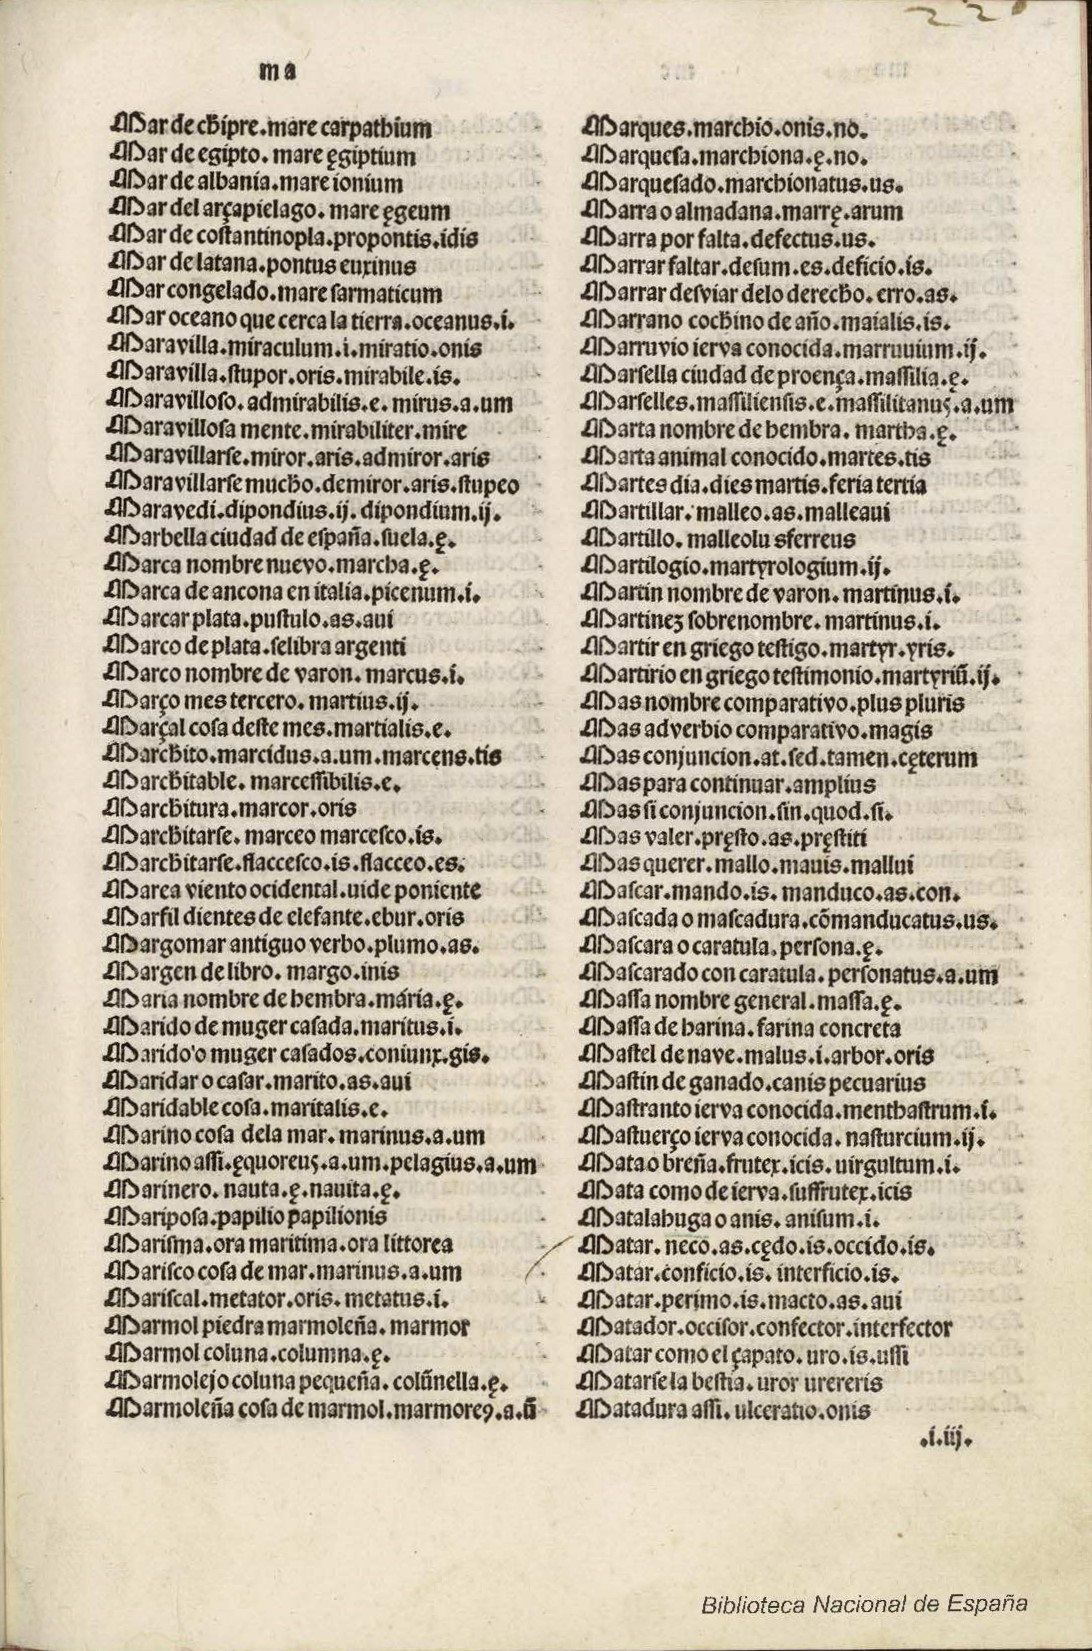 220
ma
Mar de chipre.mare carpathium
Mar de egipto. mare ęgiptium
Mar de albania.mare ionium
Mar del arçapielago. mare ęgeum
Mar de costantinopla.propontis.idis
Mar de latana.pontus euxinus
Mar congelado.mare sarmaticum
Mar oceano que cerca la tierra.oceanus.i.
Maravilla.miraculum.i.miratio.onis
Maravilla.stupor.oris.mirabile.is.
Maravilloso.admirabilis.e. mirus.a.um
Maravillosa mente.mirabiliter.mire
Maravillarse.miror.aris.admiror.aris
Maravillarse mucho.demiror.aris.stupeo
Maravedi.dipondius.ij. dipondium.ij.
Marbella ciudad de españa.suela.ę.
Marca nombre nuevo.marcha.ę.
Marca de ancona en italia.picenum.i.
Marcar plata.pustulo.as.aui
Marco de plata.selibra argenti
Marco nombre de varon. marcus.i.
Março mes tercero. martius.ij.
Marçal cosa deste mes.martialis.e.
Marchito.marcidus.a.um.marcens.tis
Marchitable. marcessibilis.e.
Marchitura.marcor.oris
Marchitarse. marceo marcesco.is.
Marchitarse.flaccesco.is.flacceo.es.
Marea viento ocidental.uide poniente
Marfil dientes de elefante.ebur.oris
Margomar antiguo verbo.plumo.as.
Margen de libro. margo.inis
Maria nombre de hembra.maria.ę.
Marido de muger casada.maritus.i.
Marido o muger casados.coniunx.gis.
Maridar o casar.marito.as.aui
Maridable cosa.maritalis.e.
Marino cosa dela mar. marinus.a.um
Marino assi.ęquoreuꝰ.a.um.pelagius.a.um
Marinero. nauta.ę.nauita.ę.
Mariposa.papilio papilionis
Marisma.ora maritima.ora littorea
Marisco cosa de mar.marinus.a.um
Mariscal.metator.oris. metatus.i.
Marmol piedra marmoleña. marmor
Marmol coluna.columna.ę.
Marmolejo coluna pequeña. colũnella.ę.
Marmoleña cosa de marmol.marmoreꝰ.a.ũ
Marques.marchio.onis.no.
Marquesa.marchiona.ę.no.
Marquesado.marchionatus.us.
Marra o almadana.marrę.arum
Marra por falta.defectus.us.
Marrar faltar.desum.es.deficio.is.
Marrar desviar delo derecho. erro.as.
Marrano cochino de año.maialis.is.
Marruvio ierva conocida.marruuium.ij.
Marsella ciudad de proença.massilia.ę.
Marselles.massiliensis.e.massilitanuꝰ.a.um
Marta nombre de hembra. martha.ę.
Marta animal conocido.martes.tis
Martes dia.dies martis.feria tertia
Martillar. malleo.as.malleaui
Martillo. malleolu sferreus
Martilogio.martyrologium.ij.
Martin nombre de varon. martinus.i.
Martinez sobrenombre. martinus.i.
Martir en griego testigo.martyr.yris.
Martirio en griego testimonio.martyriũ.ij.
Mas nombre comparativo.plus pluris
Mas adverbio comparativo.magis
Mas conjuncion.at.sed.tamen.cęterum
Mas para continuar.amplius
Mas si conjuncion.sin.quod.si.
Mas valer.pręsto.as.pręstiti
Mas querer.mallo.mauis.mallui
Mascar.mando.is. manduco.as.con.
Mascada o mascadura.cõmanducatus.us.
Mascara o caratula.persona.ę.
Mascarado con caratula. personatus.a.um
Massa nombre general.massa.ę.
Massa de harina.farina concreta
Mastel de nave.malus.i.arbor.oris
Mastin de ganado.canis pecuarius
Mastranto ierva conocida.menthastrum.i.
Mastuerço ierva conocida. nasturcium.ij.
Mata o breña.frutex.icis. uirgultum.i.
Mata como de ierva.suffrutex.icis
Matalahuga o anis. anisum.i.
Matar. neco.as.cędo.is.occido.is.
Matar.conficio.is. interficio.is.
Matar.perimo.is.macto.as.aui
Matador.occisor.confector.interfector
Matar como el çapato. uro.is.ussi
Matarse la bestia. uror ureris
Matadura assi. ulceratio.onis
.i.iij.
Biblioteca Nacional de España